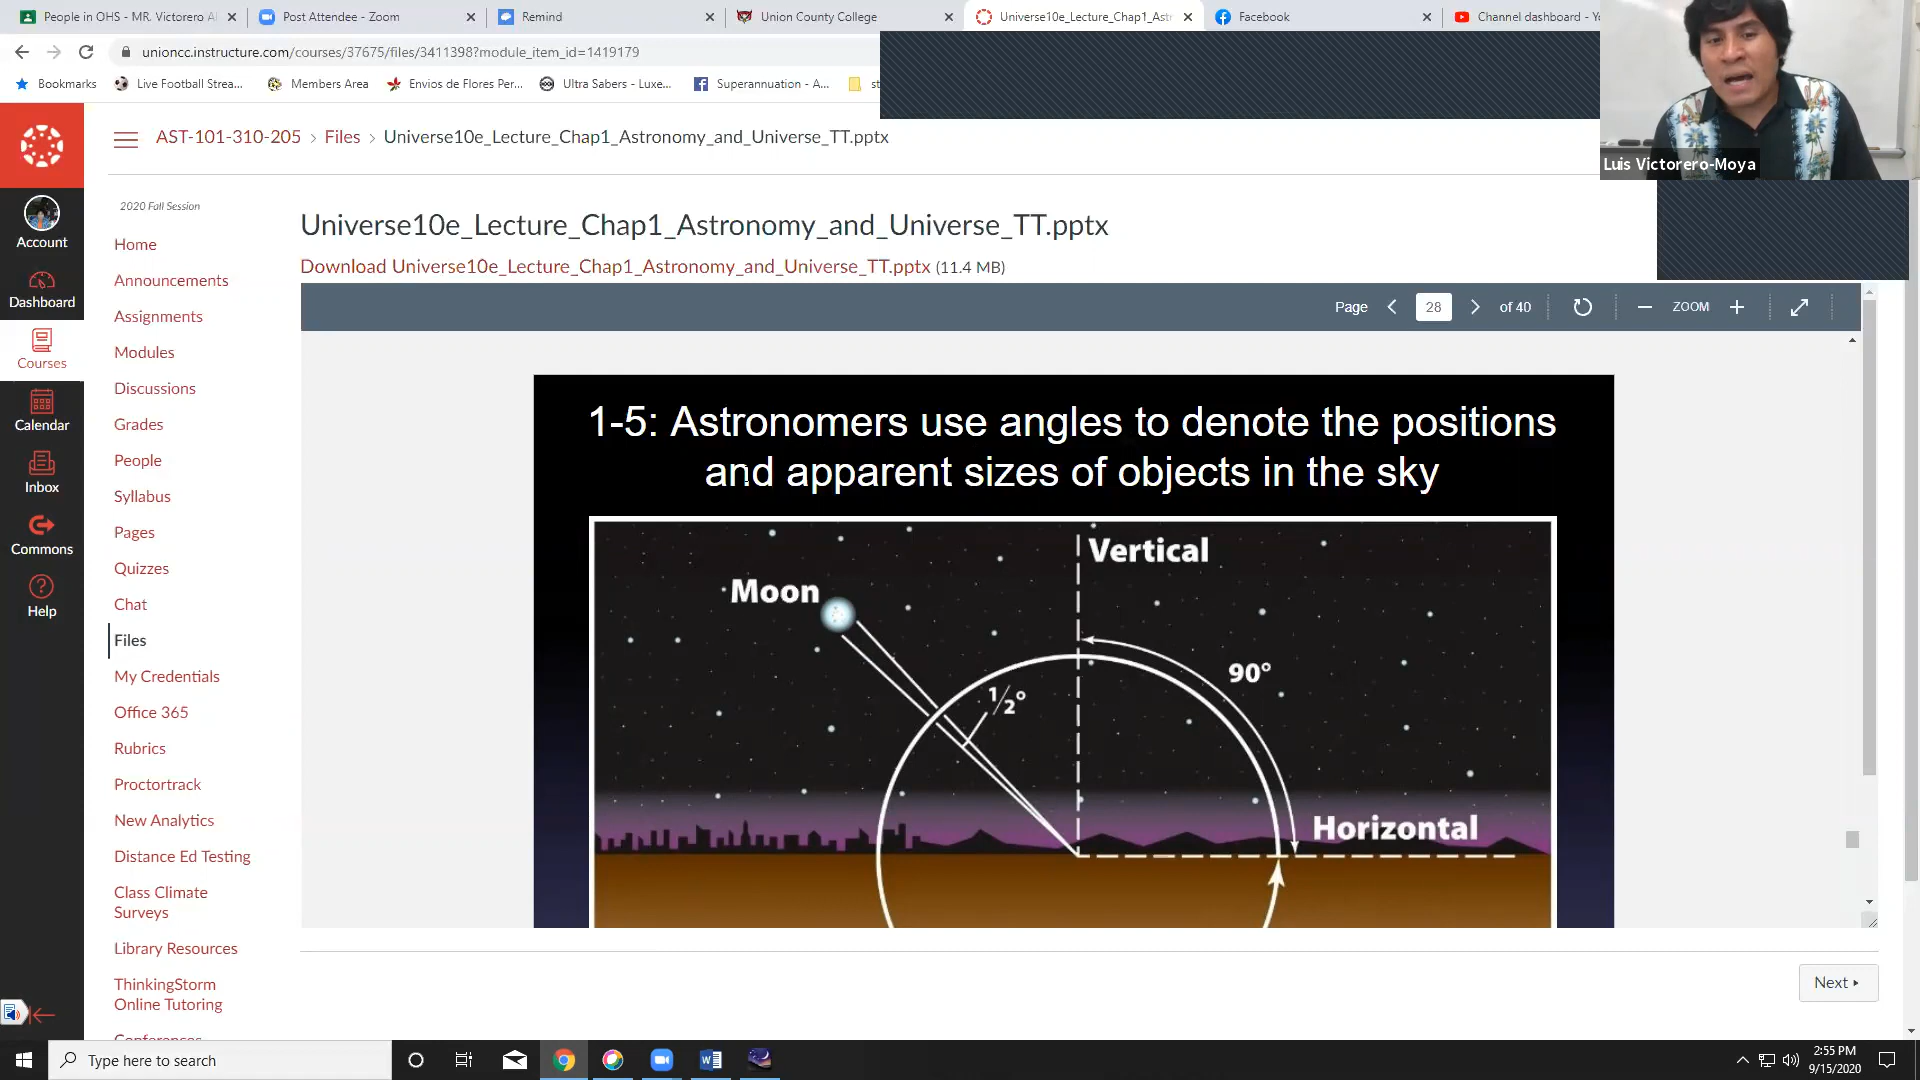 People in OHS - MR. Victorero Al
Post Attendee - Zoom
Remind
Union County College
Universe10e_Lecture_Chap1_Astr
Facebook
Channel dashboard - Yo
unioncc.instructure.com/courses/37675/files/3411398?module_item_id=1419179
Bookmarks
Live Football Strea...
Members Area
Envios de Flores Per...
Ultra Sabers - Luxe...
Superannuation - A...
st
Luis Victorero-Moya
AST-101-310-205 > Files > Universe10e_Lecture_Chap1_Astronomy_and_Universe_TT.pptx
Account
Dashboard
Courses
Calendar
Inbox
Commons
Help
2020 Fall Session
Home
Announcements
Assignments
Modules
Discussions
Grades
People
Syllabus
Pages
Quizzes
Chat
Files
My Credentials
Office 365
Rubrics
Proctortrack
New Analytics
Distance Ed Testing
Class Climate
Surveys
Library Resources
ThinkingStorm
Online Tutoring
Conferences
Universe10e_Lecture_Chap1_Astronomy_and_Universe_TT.pptx
Download Universe10e_Lecture_Chap1_Astronomy_and_Universe_TT.pptx (11.4 MB)
Page 28 of 40 ZOOM
1-5: Astronomers use angles to denote the positions
and apparent sizes of objects in the sky
Vertical
Moon
90°
½°
Horizontal
Next
Type here to search
2:55 PM
9/15/2020